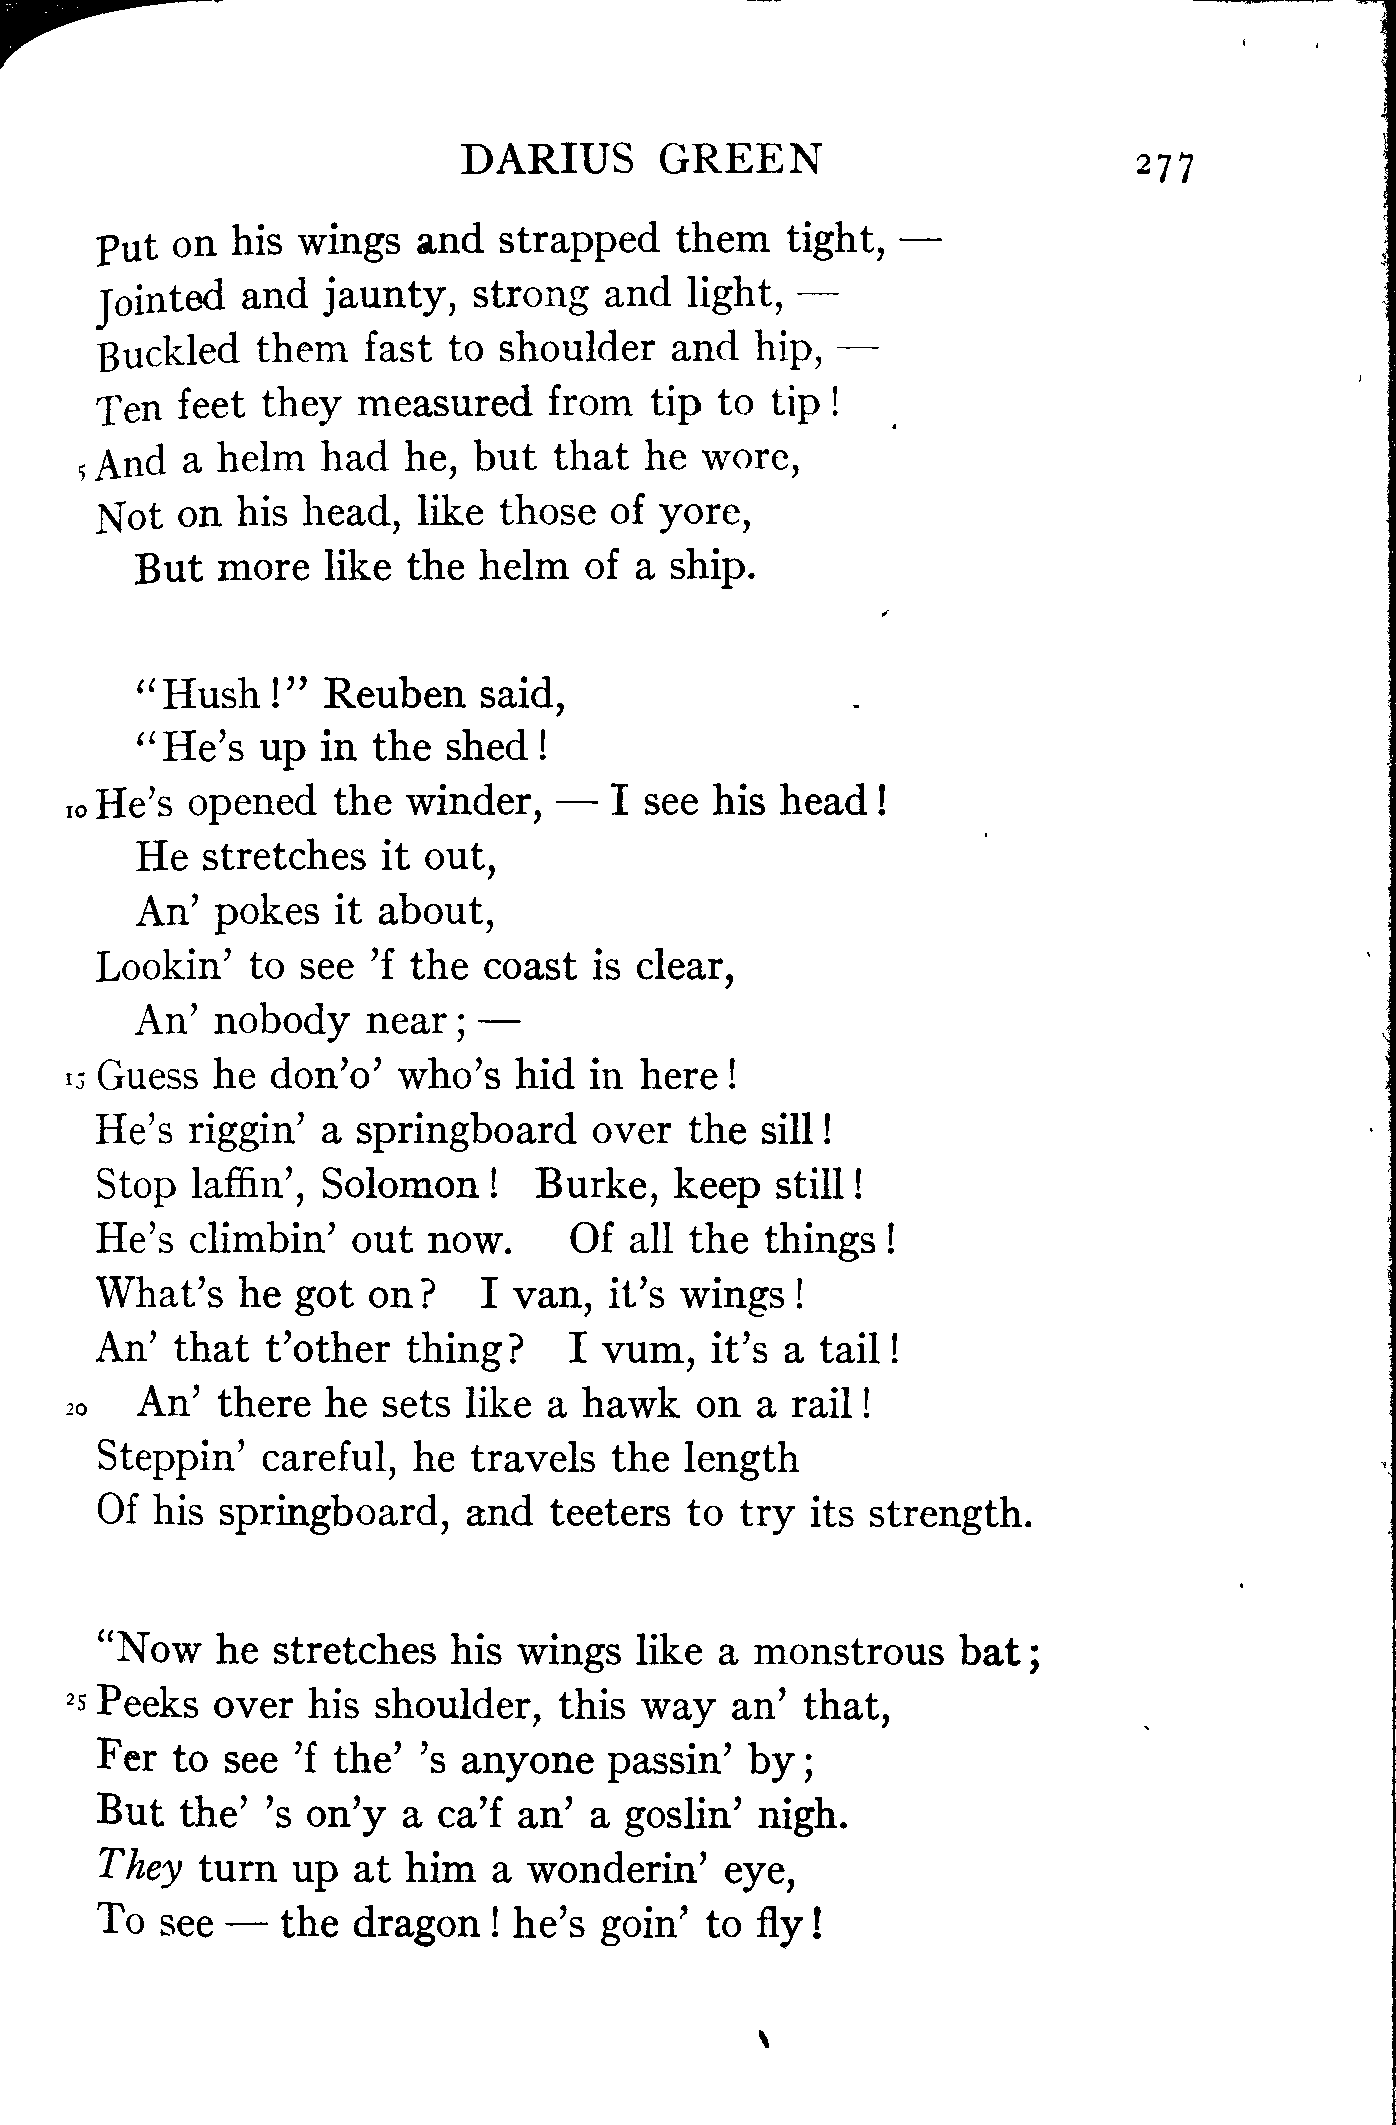 DARIUS GREEN 277
Put on his wings and strapped them tight, —
Jointed and jaunty, strong and light, —
Buckled them fast to shoulder and hip, —
Ten feet they measured from tip to tip!
5 And a helm had he, but that he wore,
Not on his head, like those of yore,
But more like the helm of a ship.
“Hush!” Reuben said,
“He’s up in the shed!
10 He’s opened the winder, — I see his head!
He stretches it out,
An’ pokes it about,
Lookin’ to see ’f the coast is clear,
An’ nobody near; —
15 Guess he don’o’ who’s hid in here!
He’s riggin’ a springboard over the sill!
Stop laffin’, Solomon! Burke, keep still!
He’s climbin’ out now. Of all the things!
What’s he got on? I van, it’s wings!
An’ that t’other thing? I vum, it’s a tail!
20 An’ there he sets like a hawk on a rail!
Steppin’ careful, he travels the length
Of his springboard, and teeters to try its strength.
“Now he stretches his wings like a monstrous bat;
25 Peeks over his shoulder, this way an’ that,
Fer to see ’f the’ ’s anyone passin’ by;
But the’ ’s on’y a ca’f an’ a goslin’ nigh.
They turn up at him a wonderin’ eye,
To see — the dragon! he’s goin’ to fly!